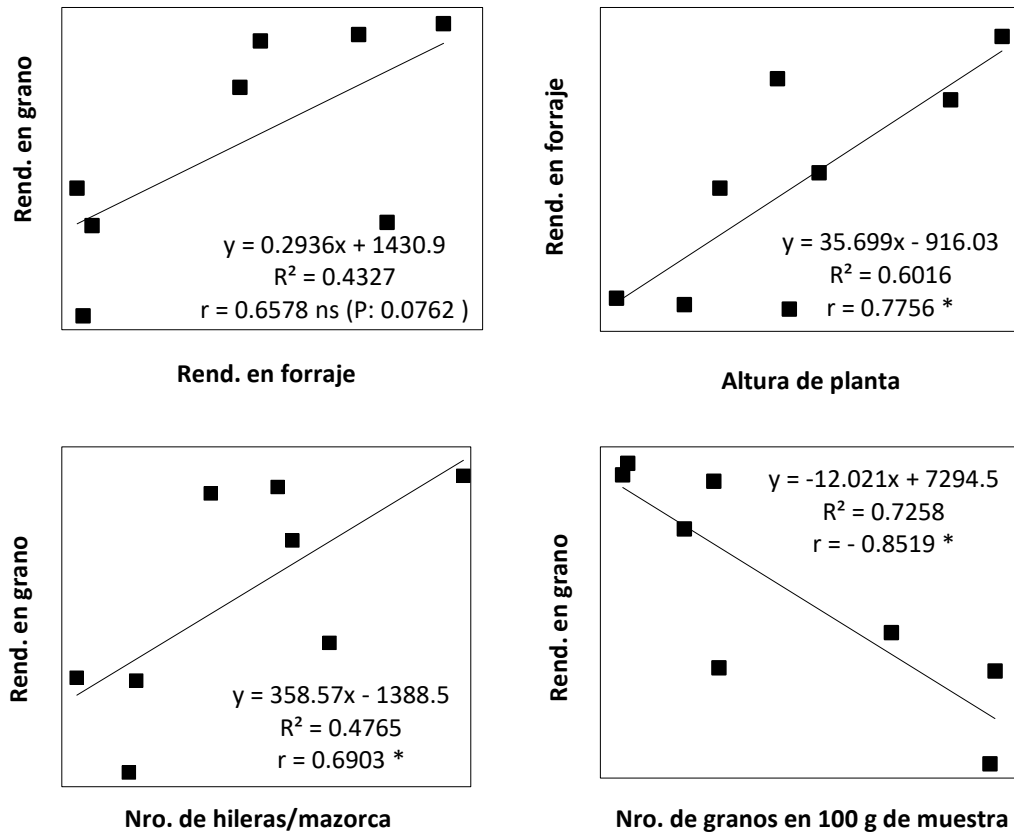 Rend. en grano
y = 0.2936x + 1430.9
R² = 0.4327
r = 0.6578 ns (P: 0.0762 )
Rend. en forraje
Rend. en forraje
y = 35.699x - 916.03
R² = 0.6016
r = 0.7756 *
Altura de planta
Rend. en grano
y = 358.57x - 1388.5
R² = 0.4765
r = 0.6903 *
Nro. de hileras/mazorca
Rend. en grano
y = -12.021x + 7294.5
R² = 0.7258
r = - 0.8519 *
Nro. de granos en 100 g de muestra